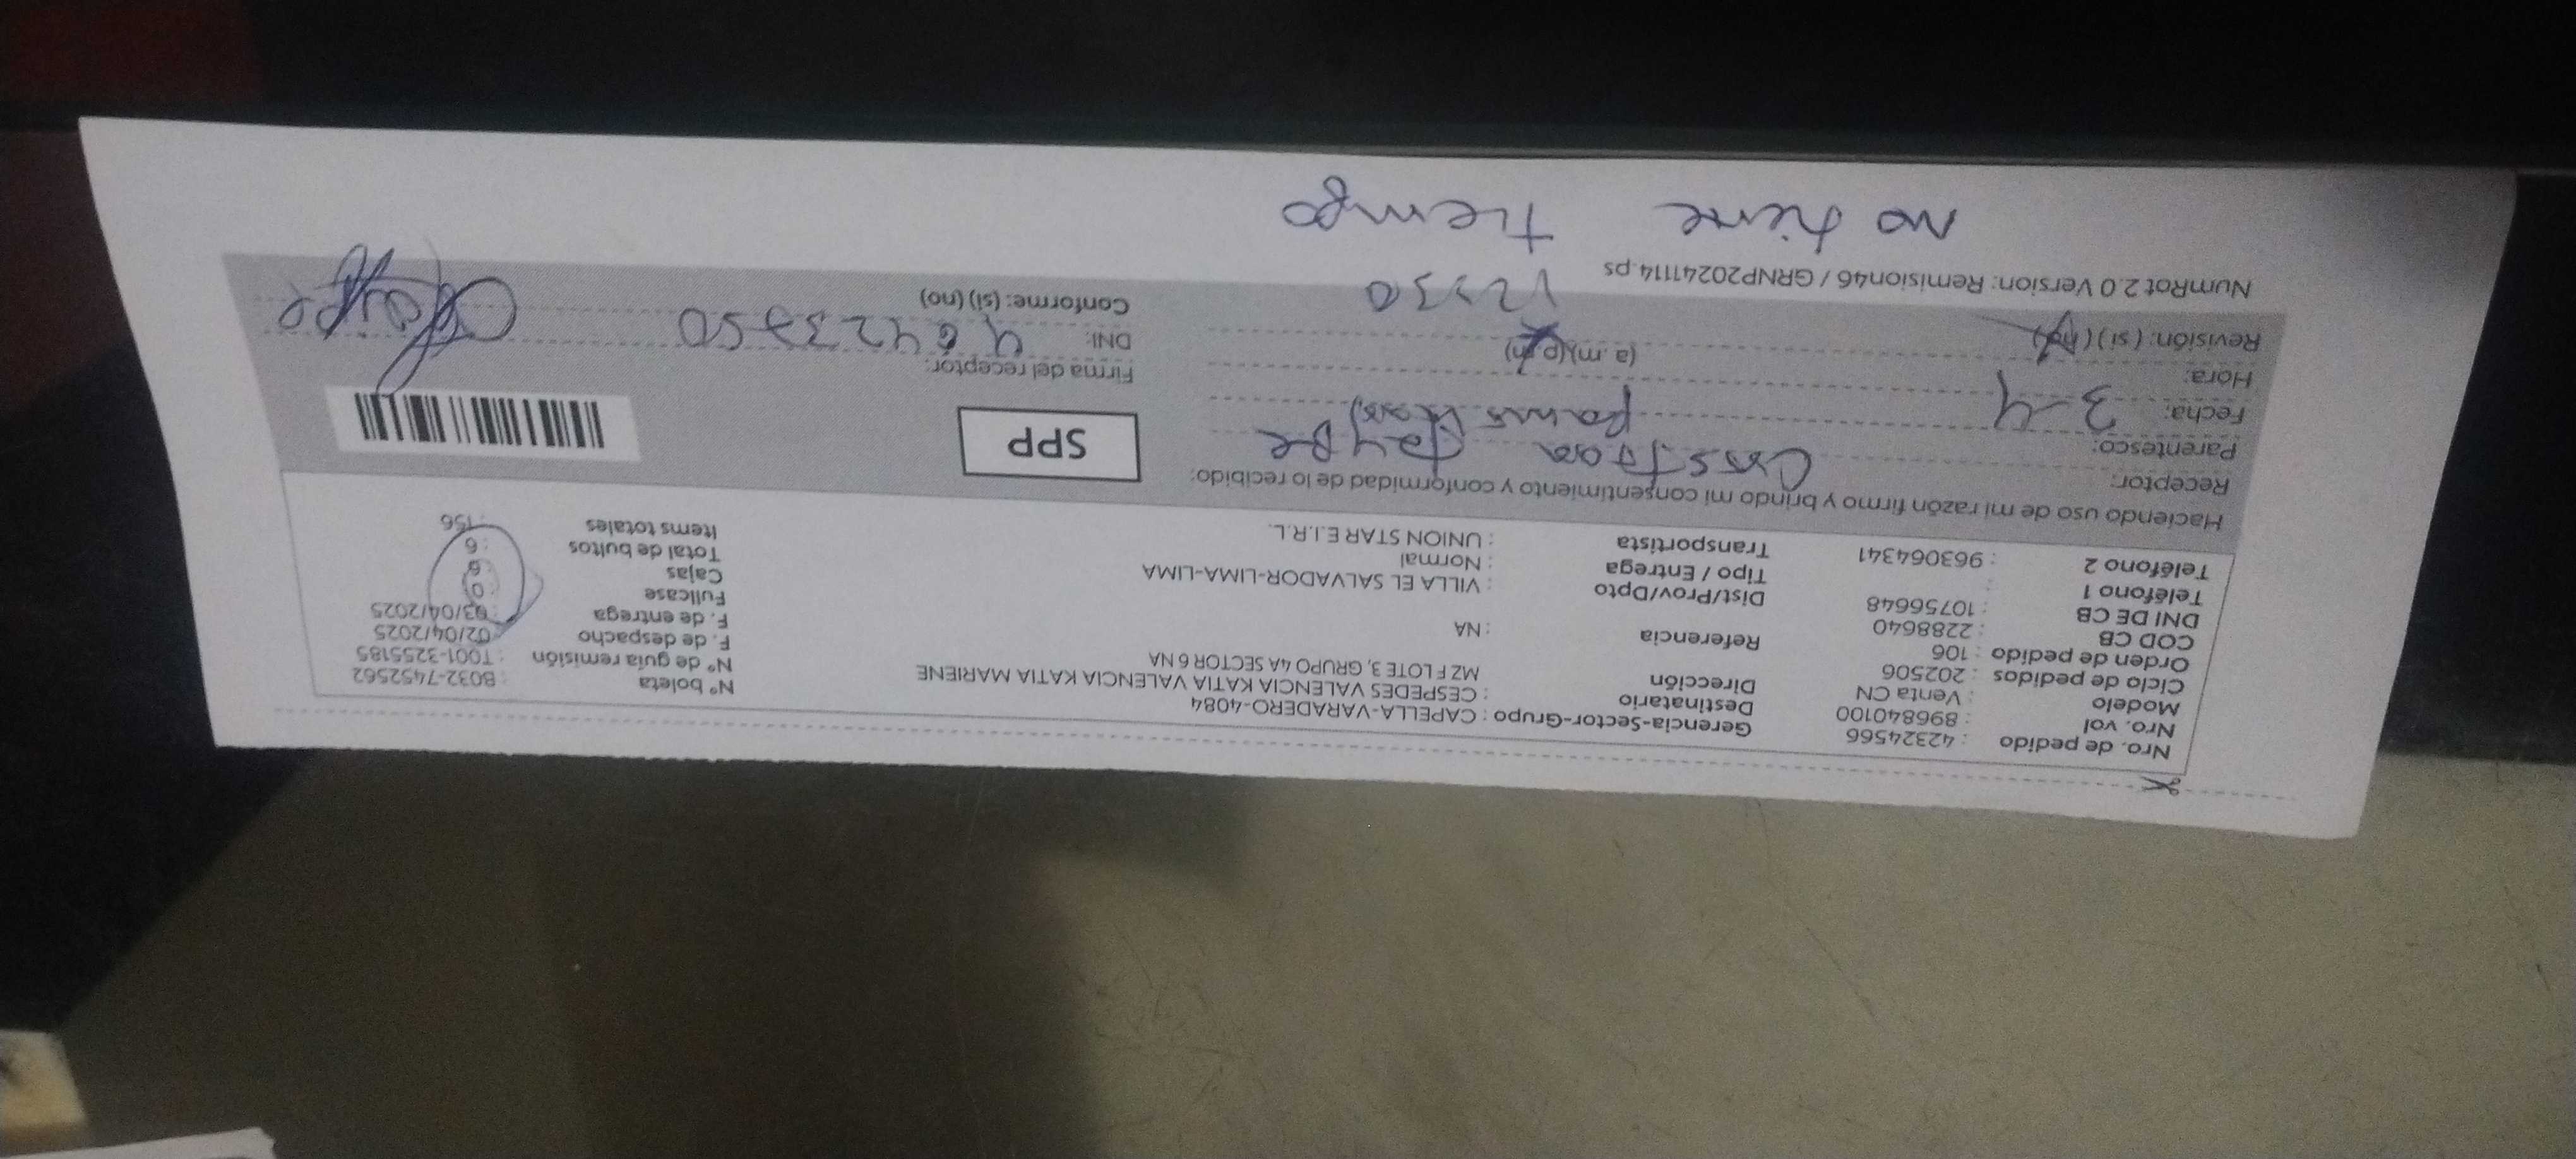 Nro. de pedido : 42324566
Nro. vol : 896840100
Modelo : Venta CN
Ciclo de pedidos : 202506
Orden de pedido : 106
COD CB : 2288640
DNI DE CB : 10756648
Teléfono 1 :
Teléfono 2 : 963064341
Gerencia-Sector-Grupo : CAPELLA-VARADERO-4084
Destinatario : CESPEDES VALENCIA KATIA VALENCIA KATIA MARIENE
Dirección MZ F LOTE 3, GRUPO 4A SECTOR 6 NA
Referencia : NA
Dist/Prov/Dpto : VILLA EL SALVADOR-LIMA-LIMA
Tipo / Entrega : Normal
Transportista : UNION STAR E.I.R.L.
N° boleta : B032-7452562
N° de guía remisión : T001-3255185
F. de despacho : 02/04/2025
F. de entrega : 03/04/2025
Fullcase : 0
Cajas : 6
Total de bultos : 6
Items totales : 156
Haciendo uso de mi razón firmo y brindo mi consentimiento y conformidad de lo recibido:
Receptor:
Parentesco:
Fecha: 3-4
Hora: (a. m)(p. m) 12:30
Revisión: (si) (no)
SPP
Firma del receptor:
DNI: 46423750
Conforme: (si) (no)
NumRot 2.0 Version: Remision46 / GRNP20241114.ps
no tiene tiempo